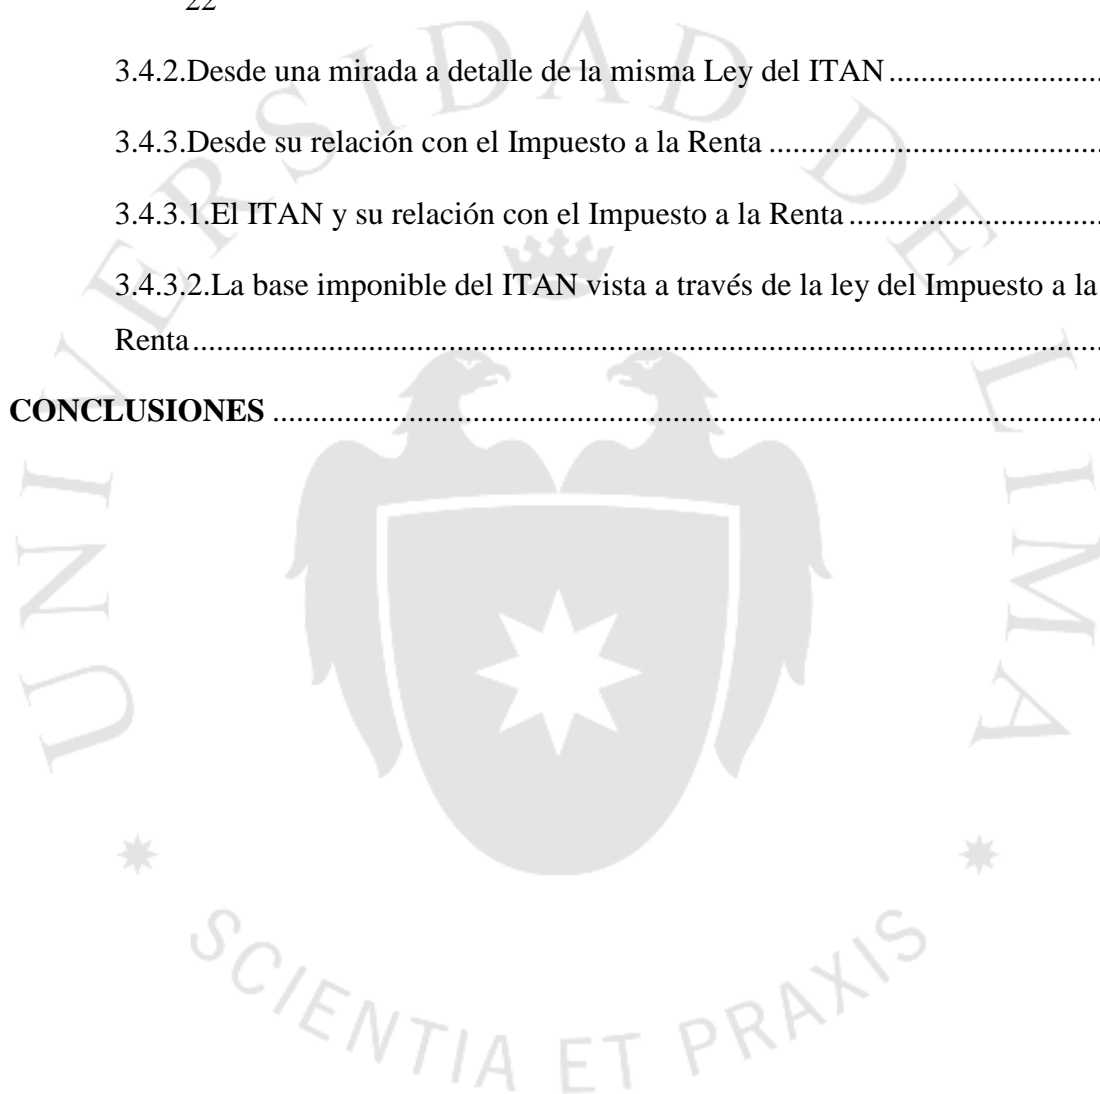 22
3.4.2.Desde una mirada a detalle de la misma Ley del ITAN ..............................
3.4.3.Desde su relación con el Impuesto a la Renta .............................................
3.4.3.1.El ITAN y su relación con el Impuesto a la Renta ...................................
3.4.3.2.La base imponible del ITAN vista a través de la ley del Impuesto a la
Renta.....................................................................................................................
CONCLUSIONES ..........................................................................................................
UNIVERSIDAD DE LIMA
SCIENTIA ET PRAXIS